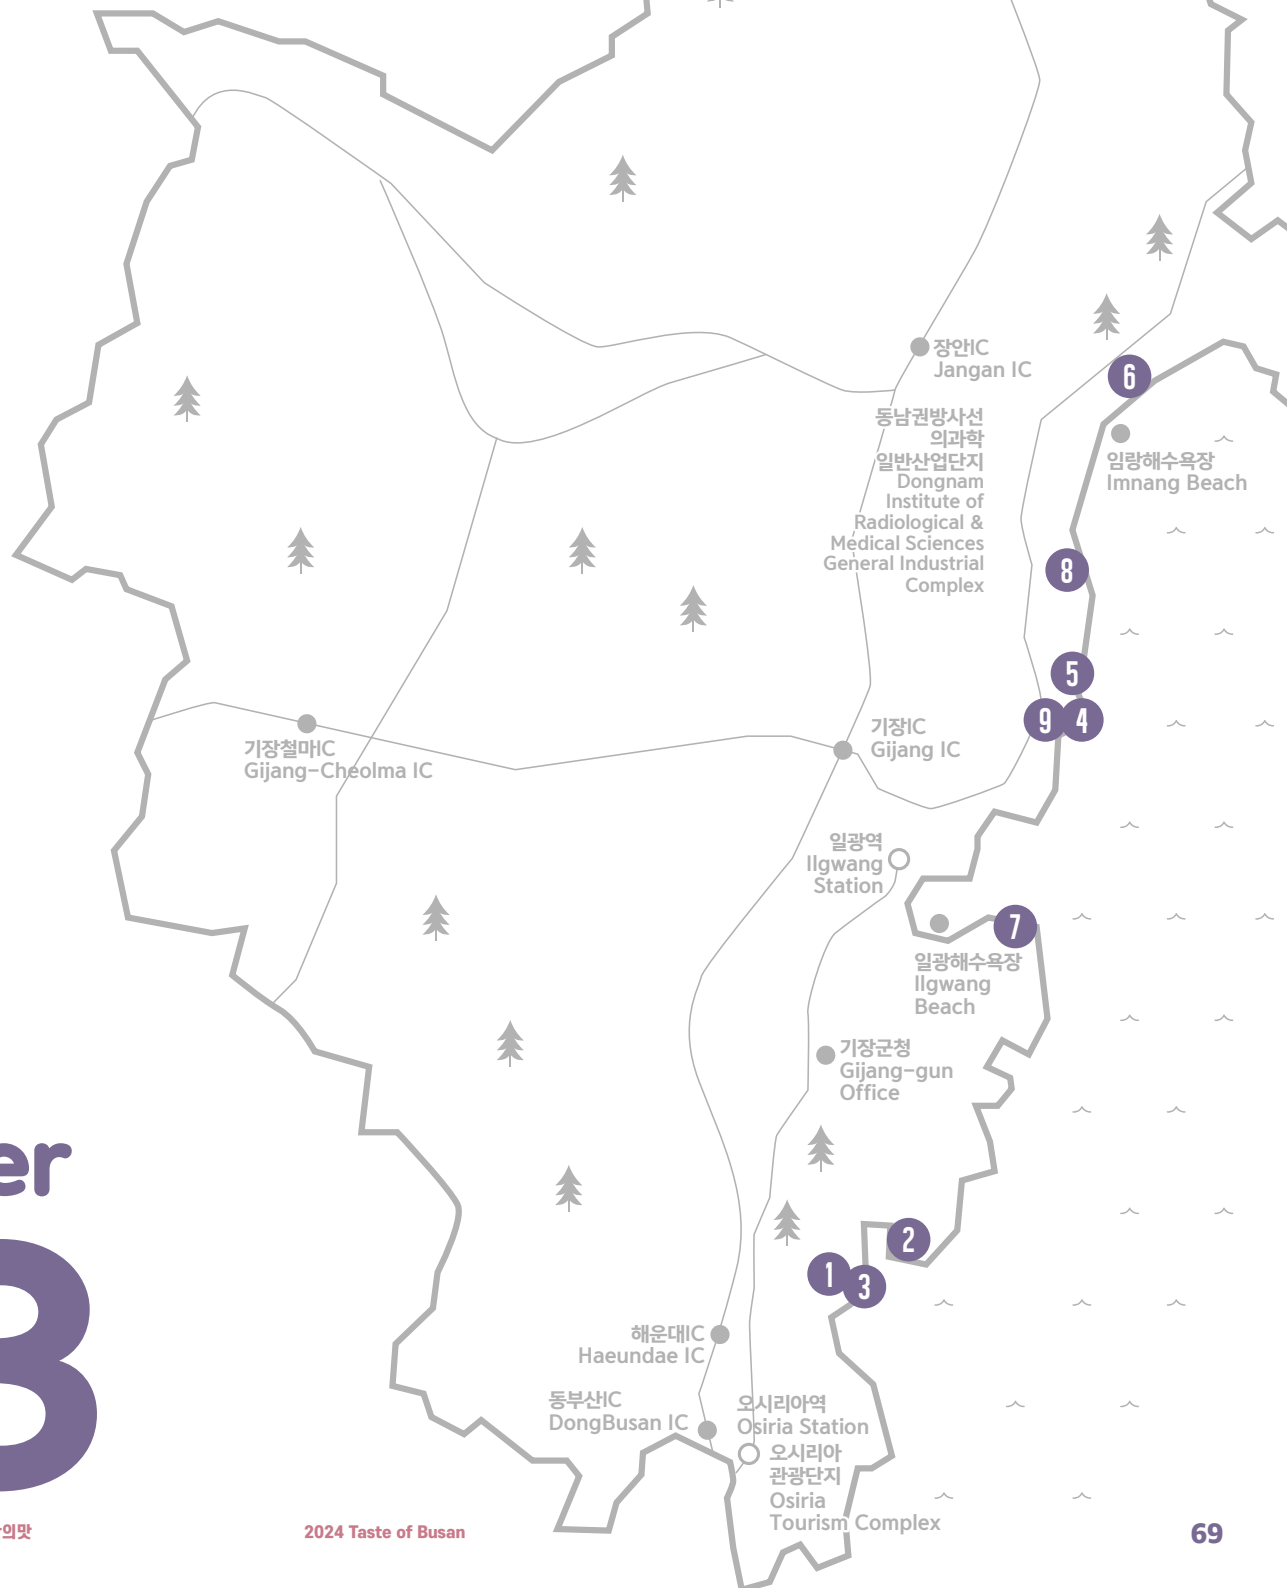 장안IC
Jangan IC
6
동남권방사선
의과학
일반산업단지
Dongnam
Institute of
Radiological &
Medical Sciences
General Industrial
Complex
임랑해수욕장
Imnang Beach
8
5
9
4
기장IC
Gijang IC
기장철마IC
Gijang-Cheolma IC
일광역
Ilgwang
Station
7
일광해수욕장
Ilgwang
Beach
기장군청
Gijang-gun
Office
er
3
2
1
3
해운대IC
Haeundae IC
동부산IC
DongBusan IC
오시리아역
Osiria Station
오시리아
관광단지
Osiria
Tourism Complex
의맛
2024 Taste of Busan
69